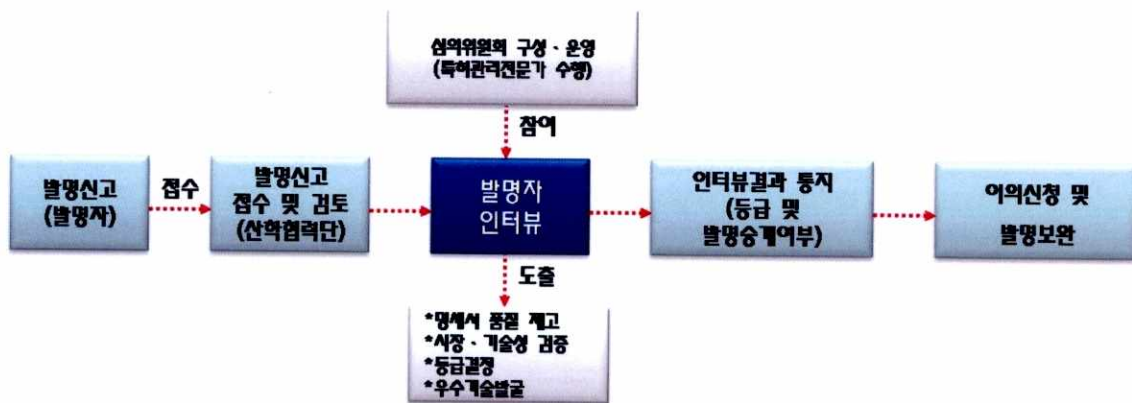 심의위원회 구성 · 운영
(특허관리전문가 수행)
참여
발명신고
(발명자)
접수
발명신고
접수 및 검토
(산학협력단)
발명자
인터뷰
인터뷰결과 통지
(등급 및
발명승계여부)
이의신청 및
발명보완
도출
*명세서 품질 제고
*시장 · 기술성 검증
*등급결정
*우수기술발굴